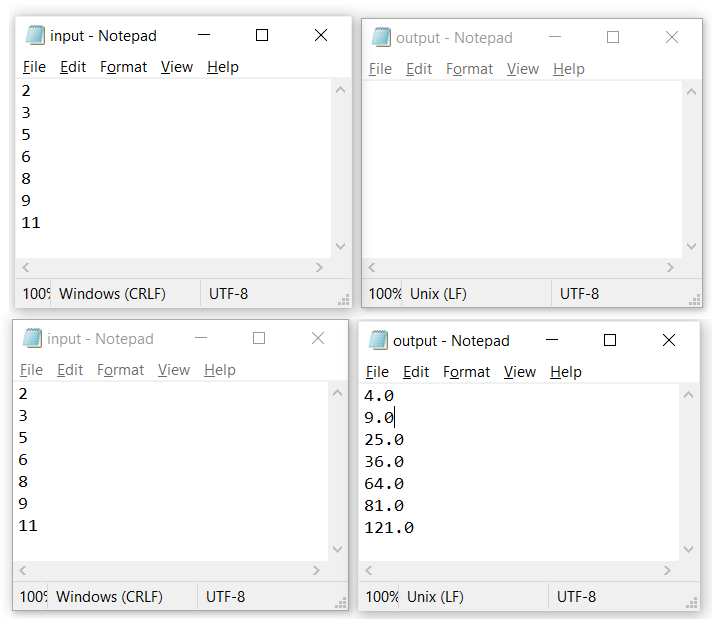 input - Notepad
File Edit Format View Help
2
3
5
6
8
9
11
100% Windows (CRLF) UTF-8
output - Notepad
File Edit Format View Help
100% Unix (LF) UTF-8
input - Notepad
File Edit Format View Help
2
3
5
6
8
9
11
100% Windows (CRLF) UTF-8
output - Notepad
File Edit Format View Help
4.0
9.0
25.0
36.0
64.0
81.0
121.0
100% Unix (LF) UTF-8